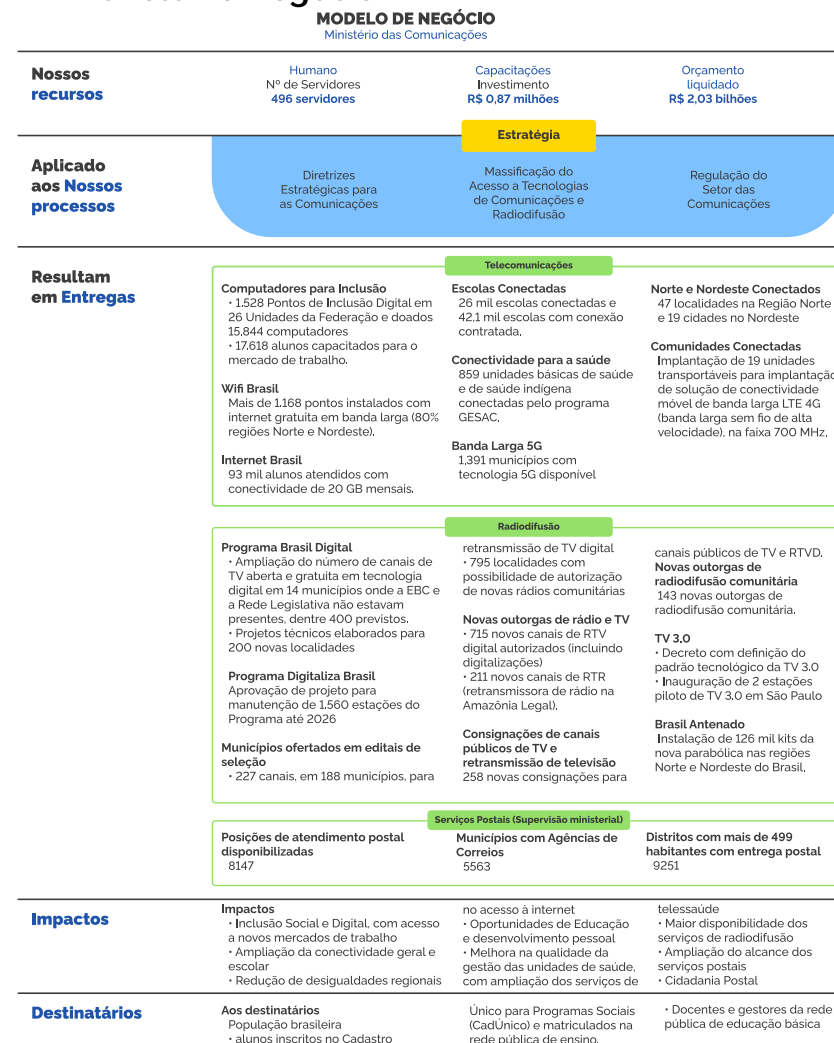 MODELO DE NEGÓCIO
Ministério das Comunicações
Nossos
recursos
Humano
Nº de Servidores
496 servidores
Capacitações
Investimento
R$ 0,87 milhões
Orçamento
liquidado
R$ 2,03 bilhões
Estratégia
Aplicado
aos Nossos
processos
Diretrizes
Estratégicas para
as Comunicações
Massificação do
Acesso a Tecnologias
de Comunicações e
Radiodifusão
Regulação do
Setor das
Comunicações
Resultam
em Entregas
Telecomunicações
Computadores para Inclusão
• 1.528 Pontos de Inclusão Digital em
26 Unidades da Federação e doados
15.844 computadores
• 17.618 alunos capacitados para o
mercado de trabalho.
Wifi Brasil
Mais de 1.168 pontos instalados com
internet gratuita em banda larga (80%
regiões Norte e Nordeste).
Internet Brasil
93 mil alunos atendidos com
conectividade de 20 GB mensais.
Escolas Conectadas
26 mil escolas conectadas e
42,1 mil escolas com conexão
contratada.
Conectividade para a saúde
859 unidades básicas de saúde
e de saúde indígena
conectadas pelo programa
GESAC.
Banda Larga 5G
1,391 municípios com
tecnologia 5G disponível
Norte e Nordeste Conectados
47 localidades na Região Norte
e 19 cidades no Nordeste
Comunidades Conectadas
Implantação de 19 unidades
transportáveis para implantação
de solução de conectividade
móvel de banda larga LTE 4G
(banda larga sem fio de alta
velocidade), na faixa 700 MHz.
Radiodifusão
Programa Brasil Digital
• Ampliação do número de canais de
TV aberta e gratuita em tecnologia
digital em 14 municípios onde a EBC e
a Rede Legislativa não estavam
presentes, dentre 400 previstos.
• Projetos técnicos elaborados para
200 novas localidades
Programa Digitaliza Brasil
Aprovação de projeto para
manutenção de 1.560 estações do
Programa até 2026
Municípios ofertados em editais de
seleção
• 227 canais, em 188 municípios, para
retransmissão de TV digital
• 795 localidades com
possibilidade de autorização
de novas rádios comunitárias
Novas outorgas de rádio e TV
• 715 novos canais de RTV
digital autorizados (incluindo
digitalizações)
• 211 novos canais de RTR
(retransmissora de rádio na
Amazônia Legal).
Consignações de canais
públicos de TV e
retransmissão de televisão
258 novas consignações para
canais públicos de TV e RTVD.
Novas outorgas de
radiodifusão comunitária
143 novas outorgas de
radiodifusão comunitária.
TV 3.0
• Decreto com definição do
padrão tecnológico da TV 3.0
• Inauguração de 2 estações
piloto de TV 3.0 em São Paulo
Brasil Antenado
Instalação de 126 mil kits da
nova parabólica nas regiões
Norte e Nordeste do Brasil.
Serviços Postais (Supervisão ministerial)
Posições de atendimento postal
disponibilizadas
8147
Municípios com Agências de
Correios
5563
Distritos com mais de 499
habitantes com entrega postal
9251
Impactos
Impactos
• Inclusão Social e Digital, com acesso
a novos mercados de trabalho
• Ampliação da conectividade geral e
escolar
• Redução de desigualdades regionais
no acesso à internet
• Oportunidades de Educação
e desenvolvimento pessoal
• Melhora na qualidade da
gestão das unidades de saúde,
com ampliação dos serviços de
telessaúde
• Maior disponibilidade dos
serviços de radiodifusão
• Ampliação do alcance dos
serviços postais
• Cidadania Postal
Destinatários
Aos destinatários
População brasileira
• alunos inscritos no Cadastro
Único para Programas Sociais
(CadÚnico) e matriculados na
rede pública de ensino.
• Docentes e gestores da rede
pública de educação básica